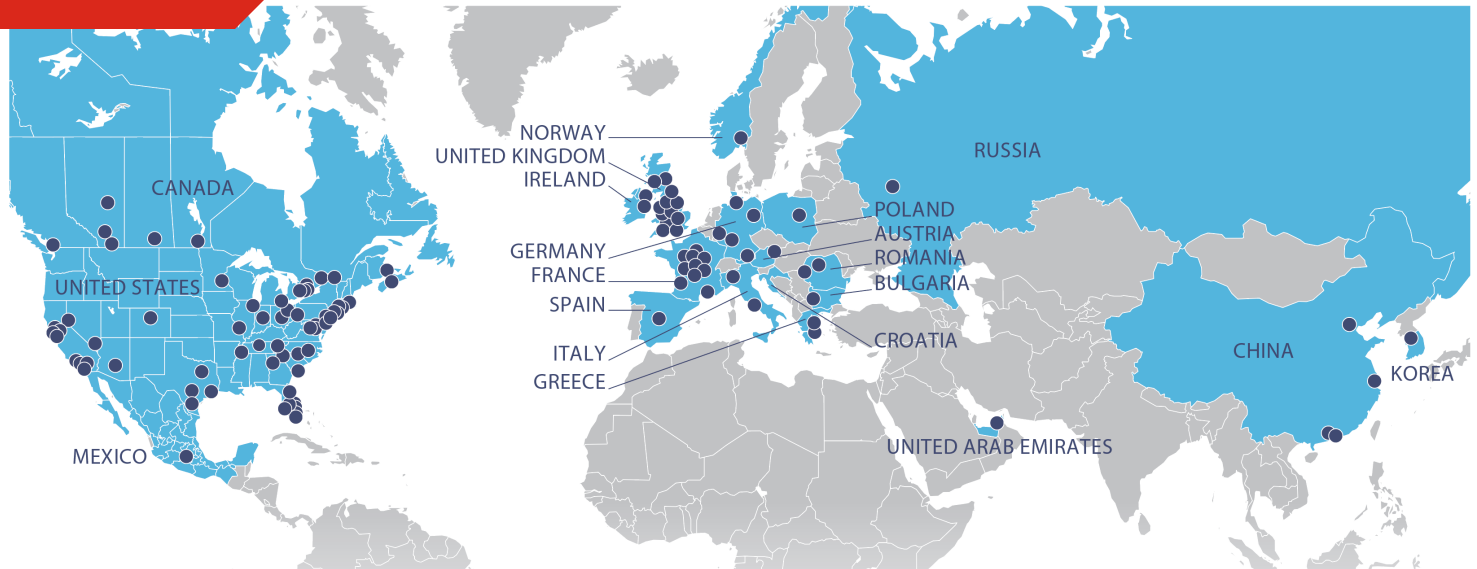 NORWAY
UNITED KINGDOM
IRELAND
RUSSIA
CANADA
POLAND
AUSTRIA
GERMANY
ROMANIA
FRANCE
BULGARIA
UNITED STATES
SPAIN
CROATIA
ITALY
CHINA
GREECE
KOREA
UNITED ARAB EMIRATES
MEXICO